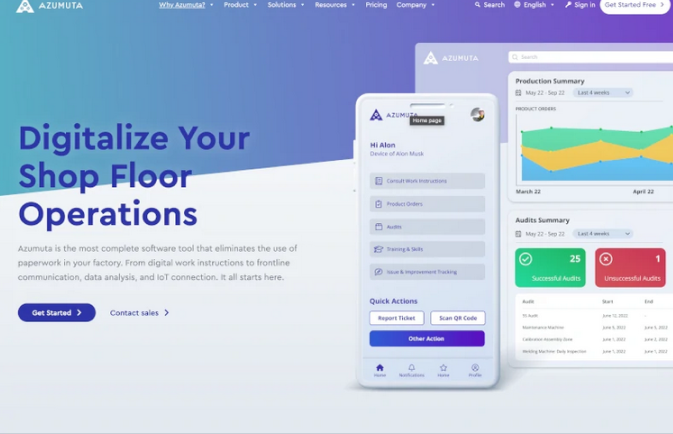 AZUMUTA
Why Azumuta?
Product
Solutions
Resources
Pricing
Company
Search
English
Sign in
Get Started Free
Digitalize Your
Shop Floor
Operations
Azumuta is the most complete software tool that eliminates the use of
paperwork in your factory. From digital work instructions to frontline
communication, data analysis, and IoT connection. It all starts here.
Get Started
Contact sales
AZUMUTA
Home page
Hi Alon
Device of Alon Musk
Consult Work Instructions
Product Orders
Audits
Training & Skills
Issue & Improvement Tracking
Quick Actions
Report Ticket
Scan QR Code
Other Action
Home
Notifications
Home
Profile
AZUMUTA
Search
Production Summary
May 22 - Sep 22
Last 4 weeks
PRODUCT ORDERS
March 22
April 22
Audits Summary
May 22 - Sep 22
Last 4 weeks
25
Successful Audits
1
Unsuccessful Audits
Audit Start End
5S Audit June 12, 2022 -
Maintenance Machine June 5, 2022 June 5, 2022
Calibration Assembly Zone June 1, 2022 June 2, 2022
Welding Machine Daily Inspection June 1, 2022 June 1, 2022